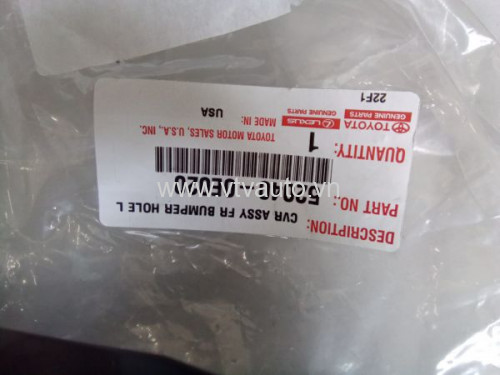 DESCRIPTION:
CVR ASSY FR BUMPER HOLE L
PART NO.:
QUANTITY: 1
TOYOTA MOTOR SALES, U.S.A., INC.
TOYOTA LEXUS MADE IN: USA
GENUINE PARTS GENUINE PARTS
22F1
www.vtvauto.vn